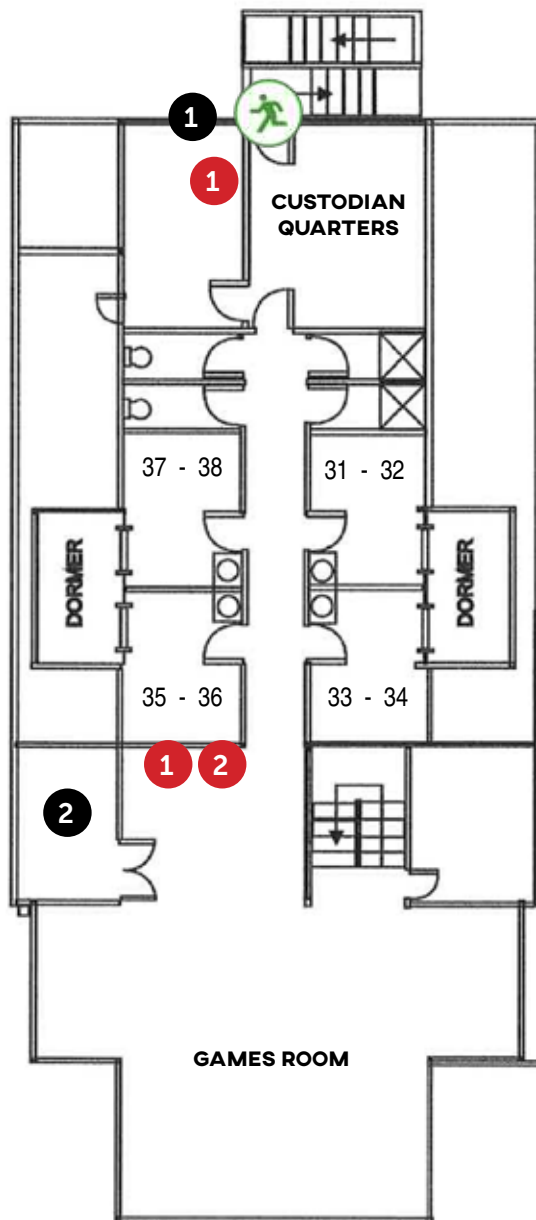 1
1
CUSTODIAN
QUARTERS
37 - 38
31 - 32
DORMER
DORMER
35 - 36
33 - 34
1
2
2
GAMES ROOM